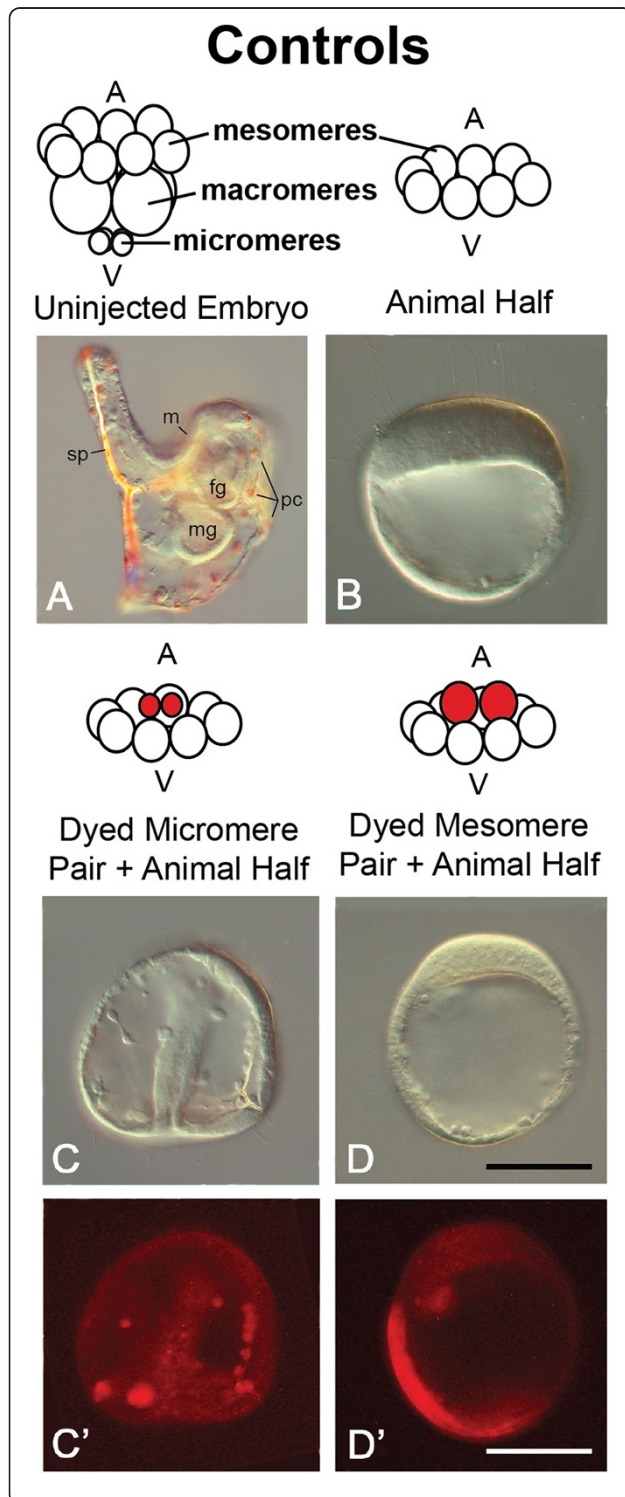 Controls
A
mesomeres
A
macromeres
micromeres
V
V
Uninjected Embryo
Animal Half
m
sp
fg
pc
mg
A
B
A
A
V
V
Dyed Micromere
Pair + Animal Half
Dyed Mesomere
Pair + Animal Half
C
D
C’
D’